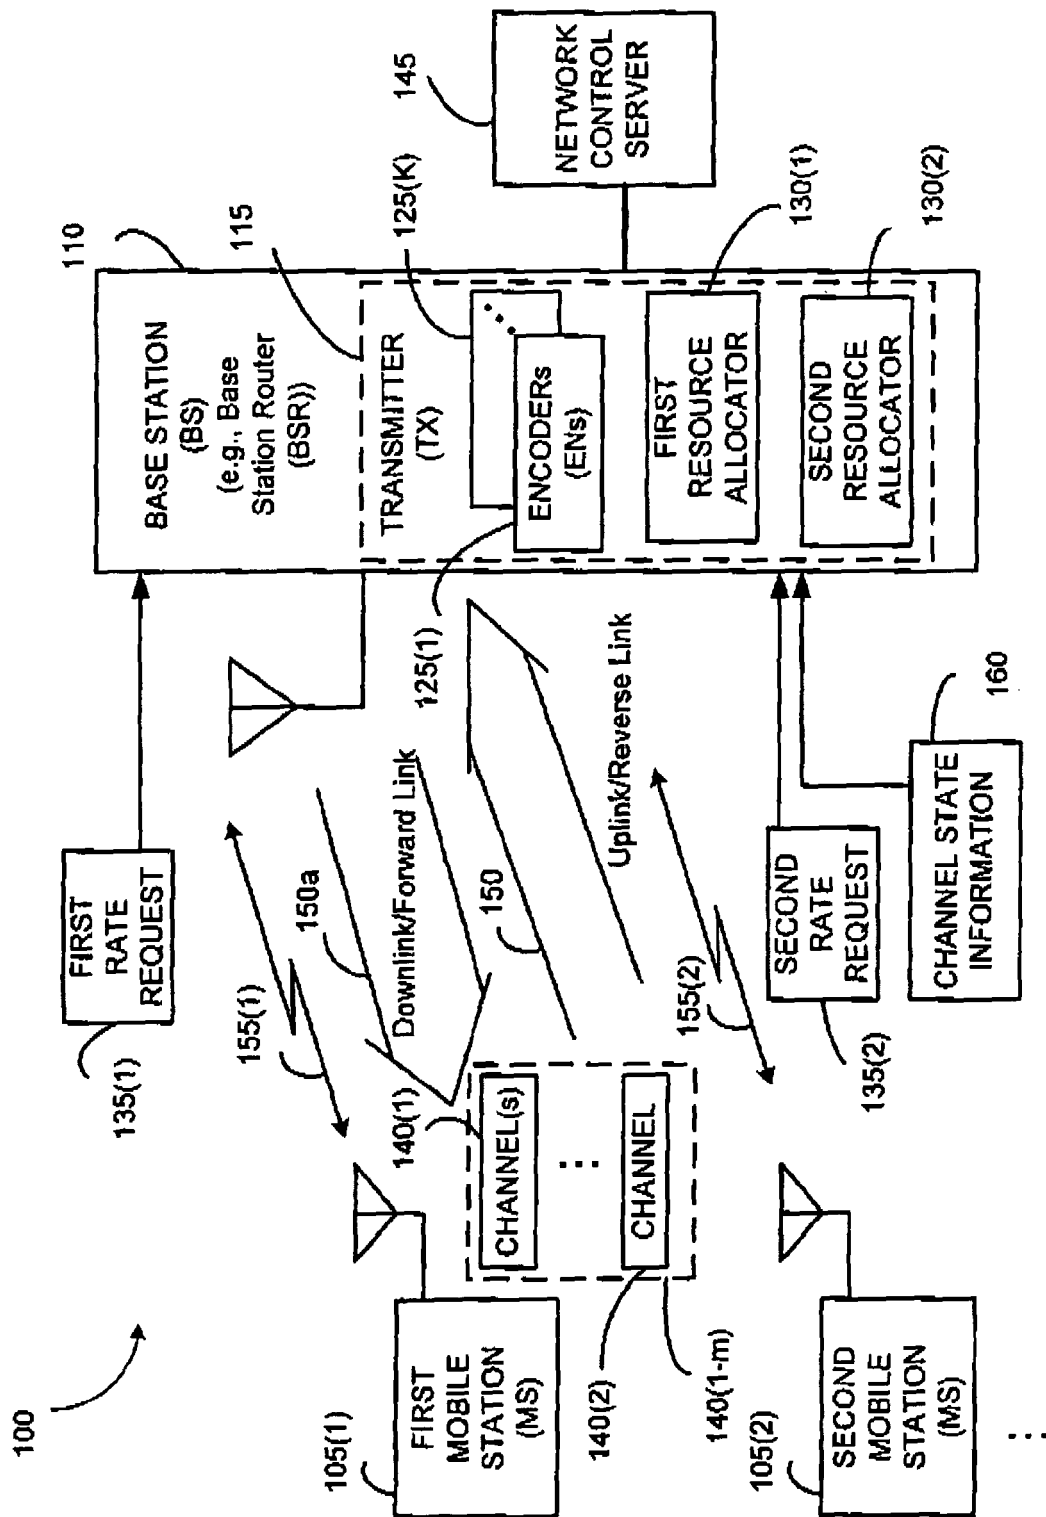 100
135(1)
FIRST
RATE
REQUEST
110
BASE STATION
(BS)
(e.g., Base
Station Router
(BSR))
115
TRANSMITTER
(TX)
125(K)
ENCODERs
(ENs)
125(1)
FIRST
RESOURCE
ALLOCATOR
130(1)
SECOND
RESOURCE
ALLOCATOR
130(2)
145
NETWORK
CONTROL
SERVER
155(1)
150a
Downlink/Forward Link
150
Uplink/Reverse Link
155(2)
105(1)
FIRST
MOBILE
STATION
(MS)
140(1)
CHANNEL(s)
...
CHANNEL
140(2)
140(1-m)
105(2)
SECOND
MOBILE
STATION
(MS)
...
135(2)
SECOND
RATE
REQUEST
160
CHANNEL STATE
INFORMATION